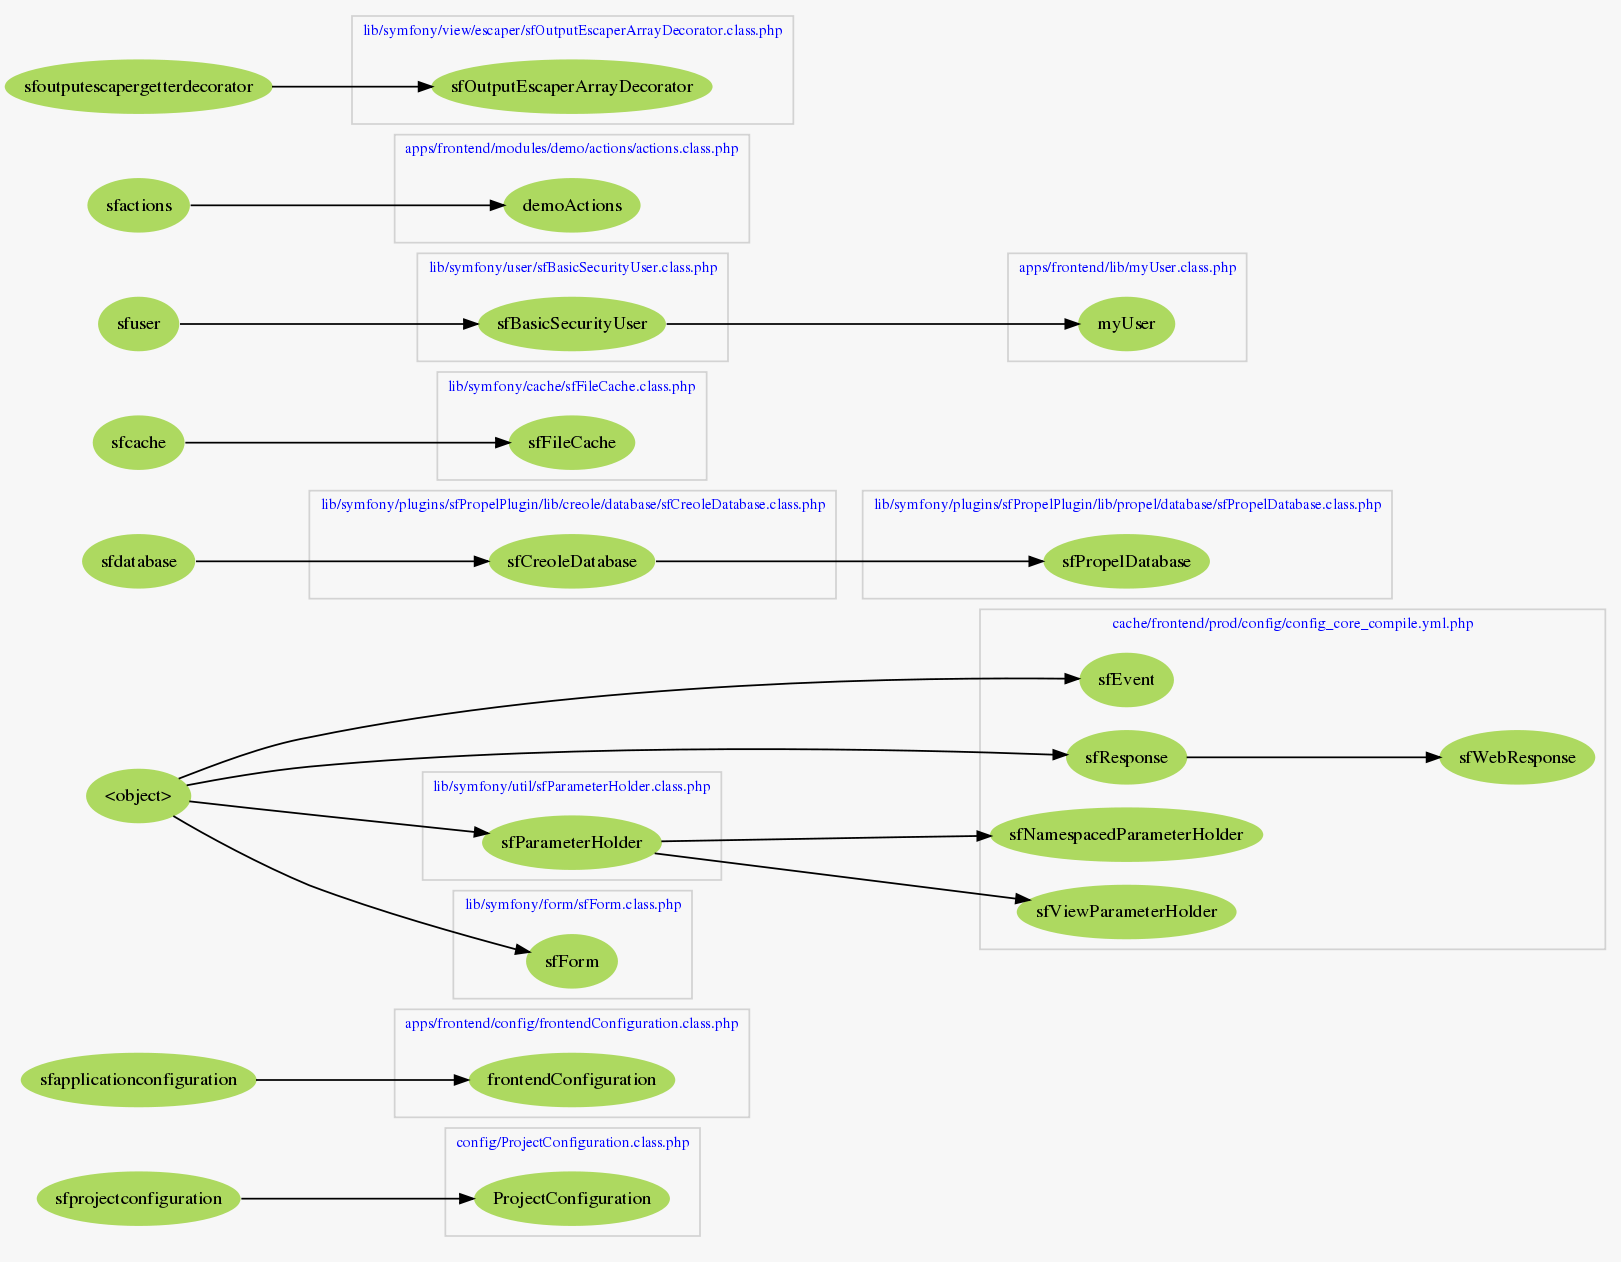 lib/symfony/view/escaper/sfOutputEscaperArrayDecorator.class.php
sfoutputescapergetterdecorator
sfOutputEscaperArrayDecorator
apps/frontend/modules/demo/actions/actions.class.php
sfactions
demoActions
lib/symfony/user/sfBasicSecurityUser.class.php
apps/frontend/lib/myUser.class.php
sfuser
sfBasicSecurityUser
myUser
lib/symfony/cache/sfFileCache.class.php
sfcache
sfFileCache
lib/symfony/plugins/sfPropelPlugin/lib/creole/database/sfCreoleDatabase.class.php
lib/symfony/plugins/sfPropelPlugin/lib/propel/database/sfPropelDatabase.class.php
sfdatabase
sfCreoleDatabase
sfPropelDatabase
cache/frontend/prod/config/config_core_compile.yml.php
sfEvent
sfResponse
sfWebResponse
<object>
lib/symfony/util/sfParameterHolder.class.php
sfParameterHolder
sfNamespacedParameterHolder
sfViewParameterHolder
lib/symfony/form/sfForm.class.php
sfForm
apps/frontend/config/frontendConfiguration.class.php
sfapplicationconfiguration
frontendConfiguration
config/ProjectConfiguration.class.php
sfprojectconfiguration
ProjectConfiguration